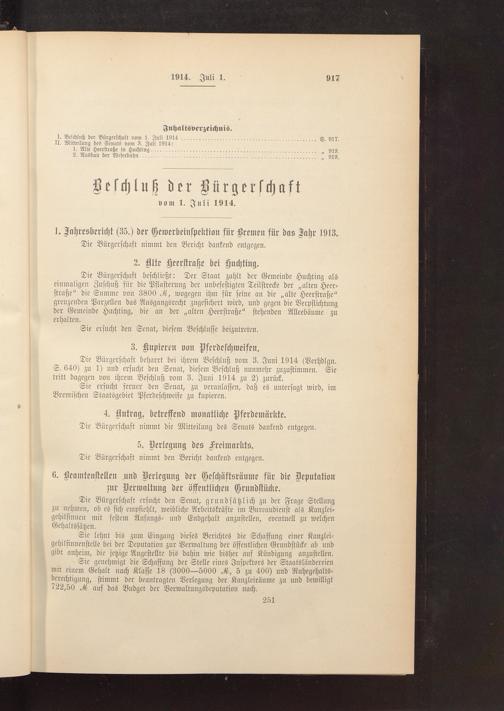 1914. Juli 1.
917
Inhaltsverzeichnis.
I. Beschluß der Bürgerschaft vom 1. Juli 1914 S. 917.
II. Mitteilung des Senats vom 3. Juli 1914:
1. Alte Heerstraße in Huchting „ 919.
2. Ausbau der Weserbahn „ 919.
Beschluß der Bürgerschaft
vom 1. Juli 1914.
1. Jahresbericht (35.) der Gewerbeinspektion für Bremen für das Jahr 1913.
Die Bürgerschaft nimmt den Bericht dankend entgegen.
2. Alte Heerstraße bei Huchting.
Die Bürgerschaft beschließt: Der Staat zahlt der Gemeinde Huchting als
einmaligen Zuschuß für die Pflasterung der unbefestigten Teilstrecke der „alten Heer-
straße“ die Summe von 3800 ℳ, wogegen ihm für seine an die „alte Heerstraße“
grenzenden Parzellen das Ausgangsrecht zugesichert wird, und gegen die Verpflichtung
der Gemeinde Huchting, die an der „alten Heerstraße“ stehenden Alleebäume zu
erhalten.
Sie ersucht den Senat, diesem Beschlusse beizutreten.
3. Kupieren von Pferdeschweifen.
Die Bürgerschaft beharrt bei ihrem Beschluß vom 3. Juni 1914 (Verhdlgn.
S. 640) zu 1) und ersucht den Senat, diesem Beschluß nunmehr zuzustimmen. Sie
tritt dagegen von ihrem Beschluß vom 3. Juni 1914 zu 2) zurück.
Sie ersucht ferner den Senat, zu veranlassen, daß es untersagt wird, im
Bremischen Staatsgebiet Pferdeschweife zu kupieren.
4. Antrag, betreffend monatliche Pferdemärkte.
Die Bürgerschaft nimmt die Mitteilung des Senats dankend entgegen.
5. Verlegung des Freimarkts.
Die Bürgerschaft nimmt den Bericht dankend entgegen.
6. Beamtenstellen und Verlegung der Geschäftsräume für die Deputation
zur Verwaltung der öffentlichen Grundstücke.
Die Bürgerschaft ersucht den Senat, grundsätzlich zu der Frage Stellung
zu nehmen, ob es sich empfiehlt, weibliche Arbeitskräfte im Bureaudienst als Kanzlei-
gehilfinnen mit festem Anfangs- und Endgehalt anzustellen, eventuell zu welchen
Gehaltssätzen.
Sie lehnt bis zum Eingang dieses Berichtes die Schaffung einer Kanzlei-
gehilfinnenstelle bei der Deputation zur Verwaltung der öffentlichen Grundstücke ab und
gibt anheim, die jetzige Angestellte bis dahin wie bisher auf Kündigung anzustellen.
Sie genehmigt die Schaffung der Stelle eines Inspektors der Staatsländereien
mit einem Gehalt nach Klasse 18 (3000—5000 ℳ, 5 zu 400) und Ruhegehalts-
berechtigung, stimmt der beantragten Verlegung der Kanzleiräume zu und bewilligt
722,50 ℳ auf das Budget der Verwaltungsdeputation nach.
251